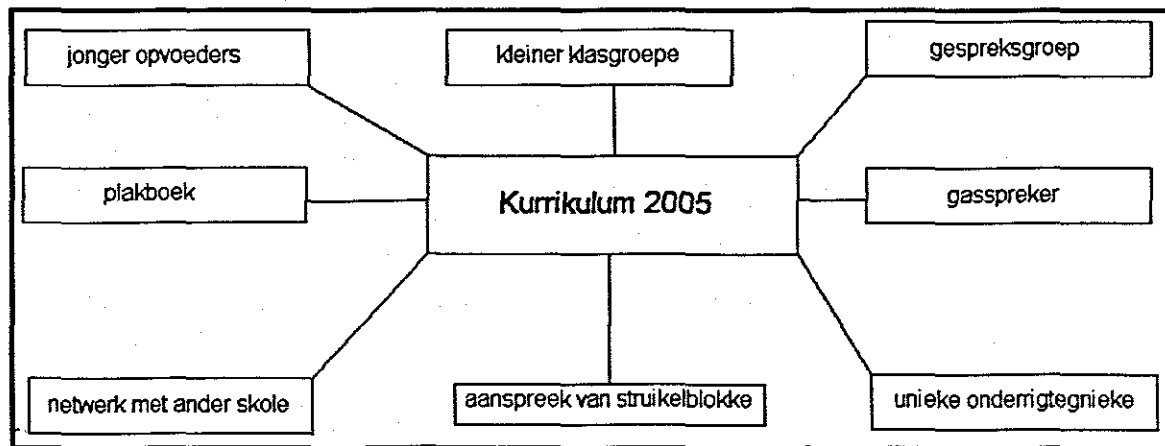 jonger opvoeders
kleiner klasgroepe
gespreksgroep
plakboek
Kurrikulum 2005
gasspreker
netwerk met ander skole
aanspreek van struikelblokke
unieke onderrigtegnieke